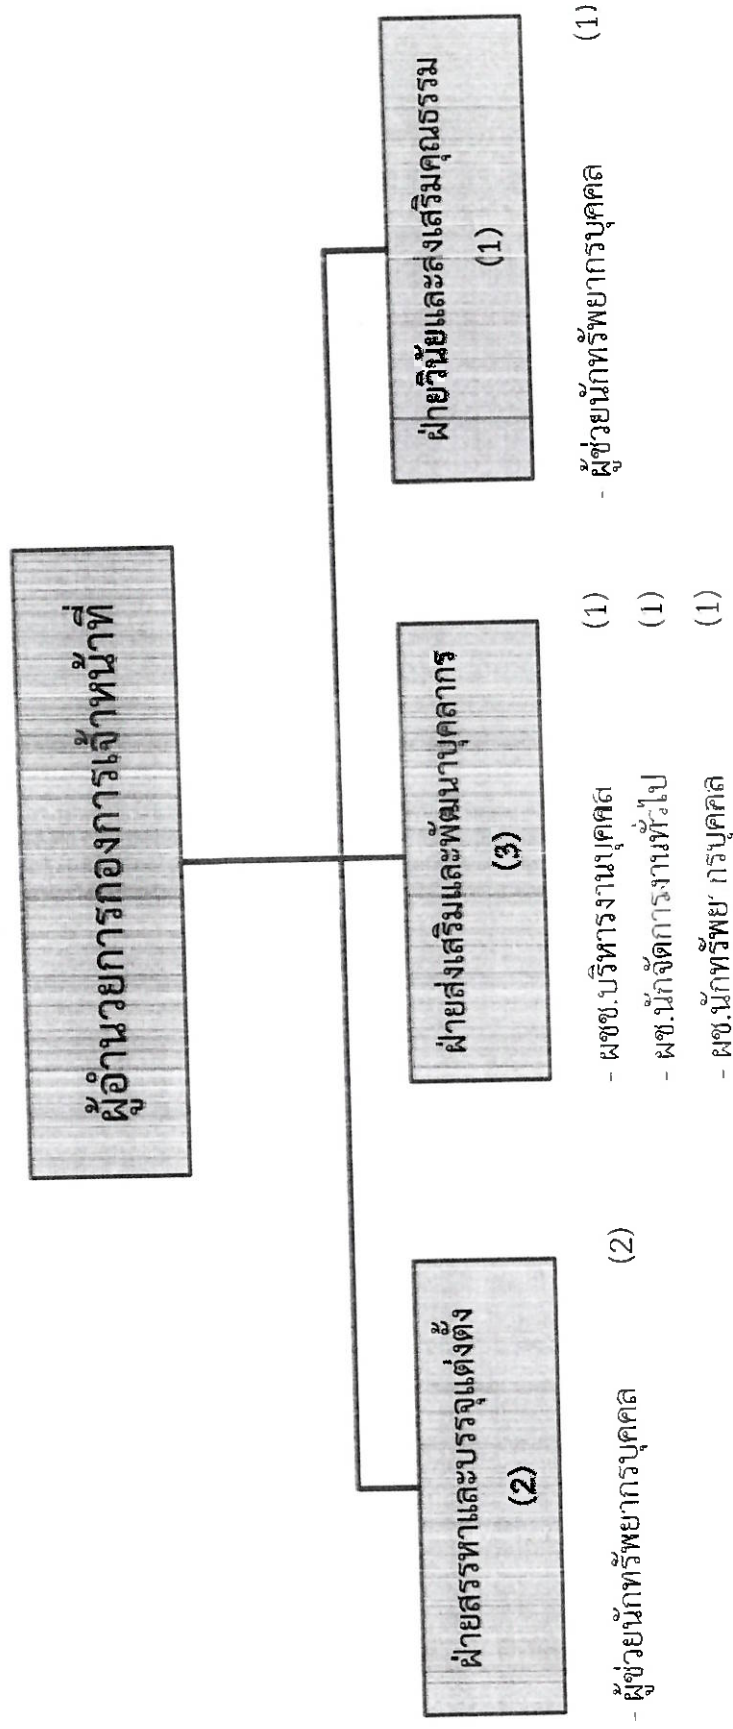 ผู้อำนวยการกองการเจ้าหน้าที่
ฝ่ายสรรหาและบรรจุแต่งตั้ง
(2)
- ผู้ช่วยนักทรัพยากรบุคคล (2)
ฝ่ายส่งเสริมและพัฒนาบุคลากร
(3)
- ผชช.บริหารงานบุคคล (1)
- ผช.นักจัดการงานทั่วไป (1)
- ผช.นักทรัพย กรบุคคล (1)
ฝ่ายวินัยและส่งเสริมคุณธรรม
(1)
- ผู้ช่วยนักทรัพยากรบุคคล (1)